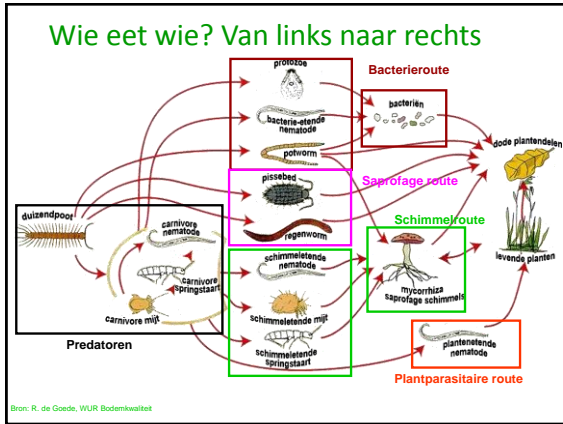 Wie eet wie? Van links naar rechts
protozoe
Bacterieroute
bacteriën
bacterie-etende
nematode
potworm
dode plantendelen
pissebed
Saprofage route
duizendpoot
carnivore
nematode
regenworm
Schimmelroute
carnivore
springstaart
schimmeletende
nematode
levende planten
mycorrhiza
saprofage schimmels
carnivore mijt
schimmeletende
mijt
Predatoren
schimmeletende
springstaart
plantenetende
nematode
Plantparasitaire route
Bron: R. de Goede, WUR Bodemkwaliteit